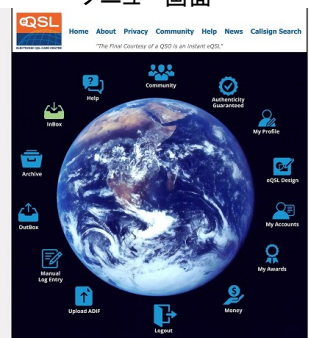 メニュー画面
eQSL
ELECTRONIC QSL CARD CENTRE
Home About Privacy Community Help News Callsign Search
"The Final Courtesy of a QSO is an instant eQSL"
Community
Help
Authenticity
Guaranteed
InBox
My Profile
Archive
eQSL Design
OutBox
My Accounts
Manual
Log Entry
My Awards
Upload ADIF
Money
Logout